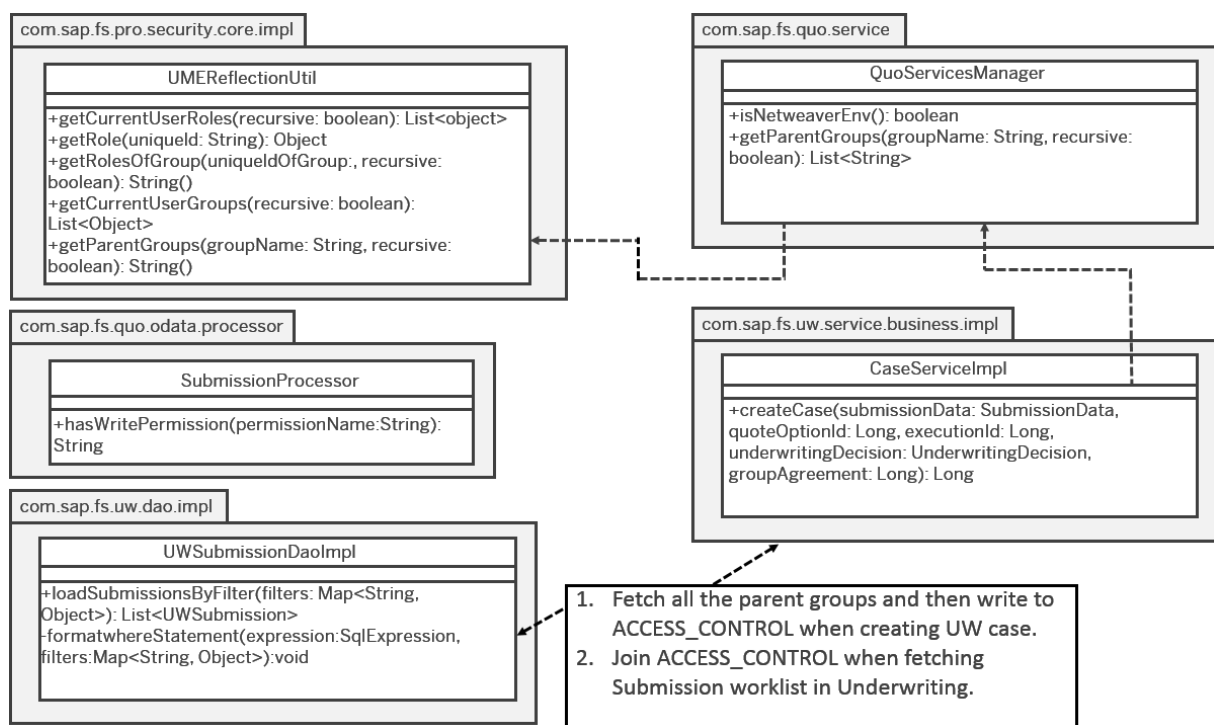 com.sap.fs.pro.security.core.impl
UMEReflectionUtil
+getCurrentUserRoles(recursive: boolean): List<object>
+getRole(uniqueId: String): Object
+getRolesOfGroup(uniqueIdOfGroup:, recursive:
boolean): String()
+getCurrentUserGroups(recursive: boolean):
List<Object>
+getParentGroups(groupName: String, recursive:
boolean): String()
com.sap.fs.quo.service
QuoServicesManager
+isNetweaverEnv(): boolean
+getParentGroups(groupName: String, recursive:
boolean): List<String>
com.sap.fs.quo.odata.processor
SubmissionProcessor
+hasWritePermission(permissionName:String):
String
com.sap.fs.uw.service.business.impl
CaseServiceImpl
+createCase(submissionData: SubmissionData,
quoteOptionId: Long, executionId: Long,
underwritingDecision: UnderwritingDecision,
groupAgreement: Long): Long
com.sap.fs.uw.dao.impl
UWSubmissionDaoImpl
+loadSubmissionsByFilter(filters: Map<String,
Object>): List<UWSubmission>
-formatwhereStatement(expression:SqlExpression,
filters:Map<String, Object>):void
1. Fetch all the parent groups and then write to
ACCESS_CONTROL when creating UW case.
2. Join ACCESS_CONTROL when fetching
Submission worklist in Underwriting.